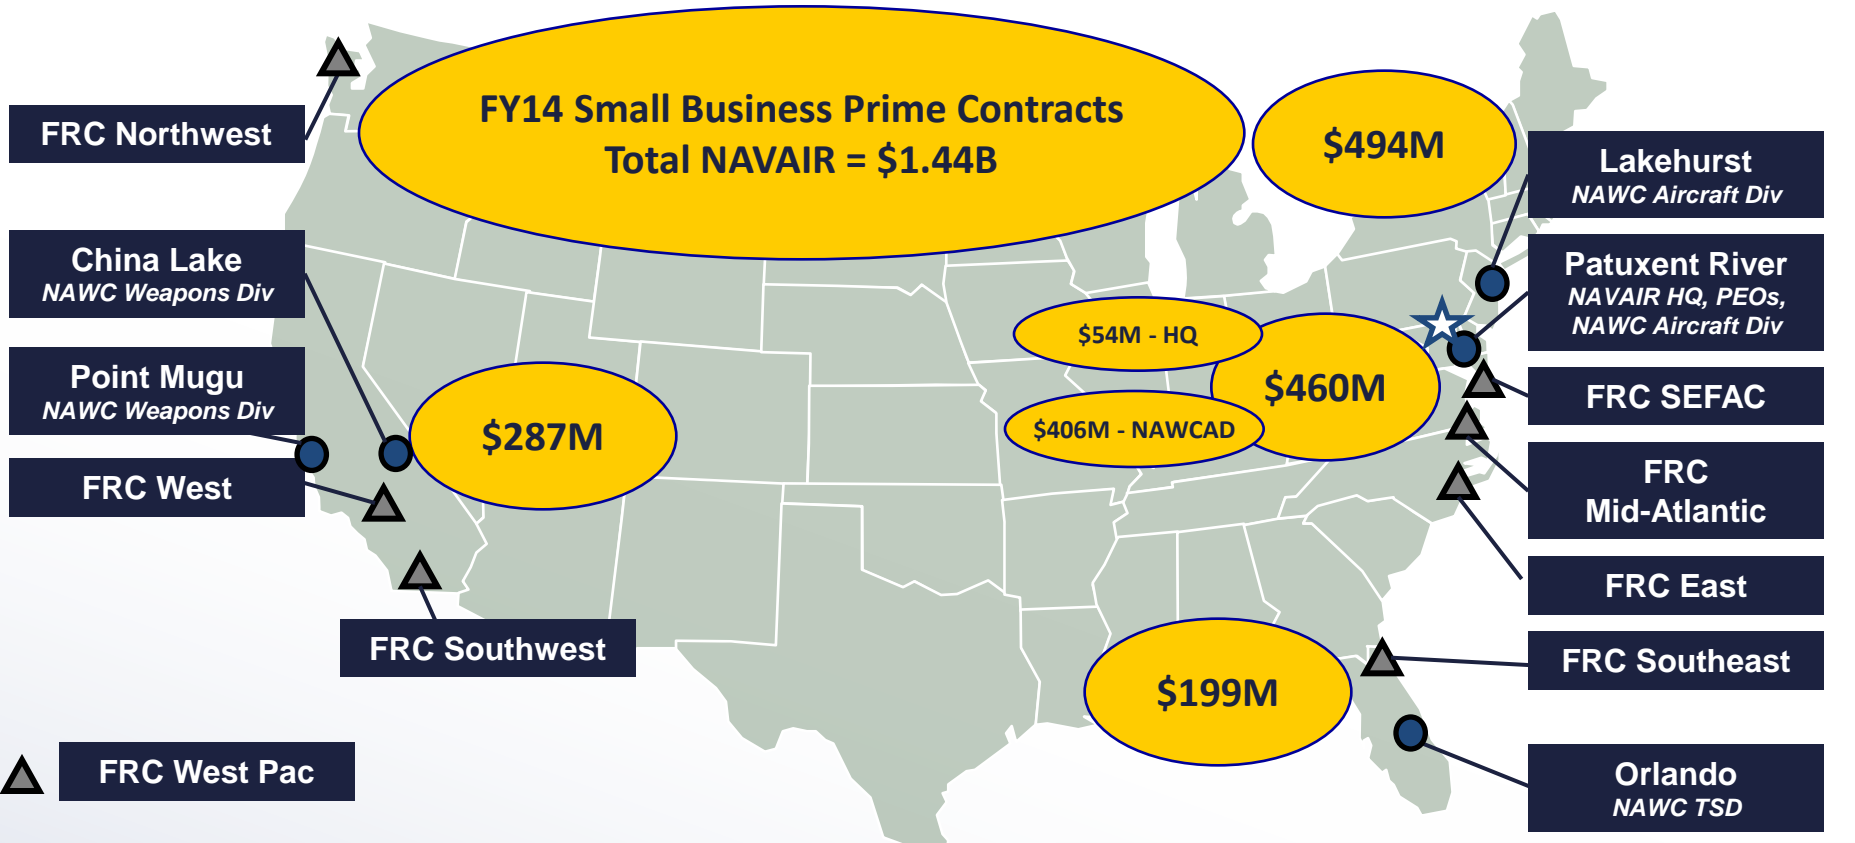 FY14 Small Business Prime Contracts
Total NAVAIR = $1.44B
$494M
FRC Northwest
Lakehurst
NAWC Aircraft Div
China Lake
NAWC Weapons Div
Patuxent River
NAVAIR HQ, PEOs,
NAWC Aircraft Div
$54M - HQ
$460M
$406M - NAWCAD
Point Mugu
NAWC Weapons Div
$287M
FRC SEFAC
FRC West
FRC
Mid-Atlantic
FRC East
FRC Southwest
FRC Southeast
$199M
FRC West Pac
Orlando
NAWC TSD